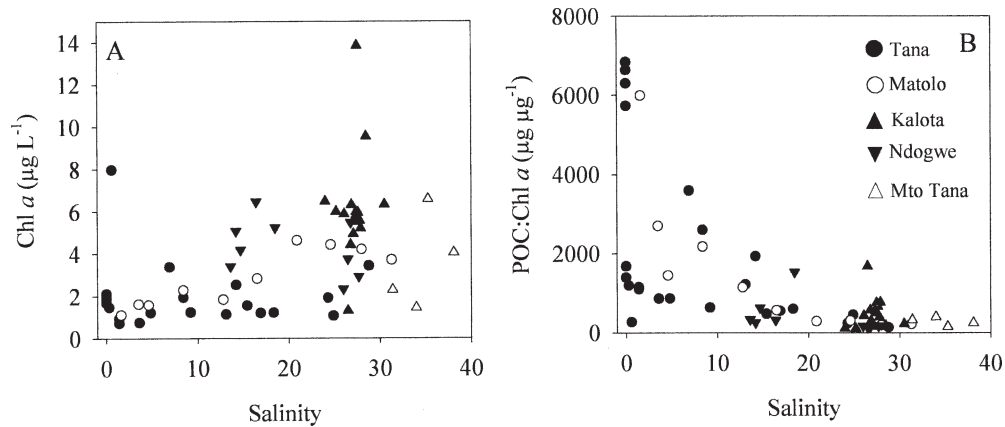 A
14
12
10
8
6
4
2
0
Chl a (µg L⁻¹)
0 10 20 30 40
Salinity
B
8000
6000
4000
2000
0
POC:Chl a (µg µg⁻¹)
Tana
Matolo
Kalota
Ndogwe
Mto Tana
0 10 20 30 40
Salinity